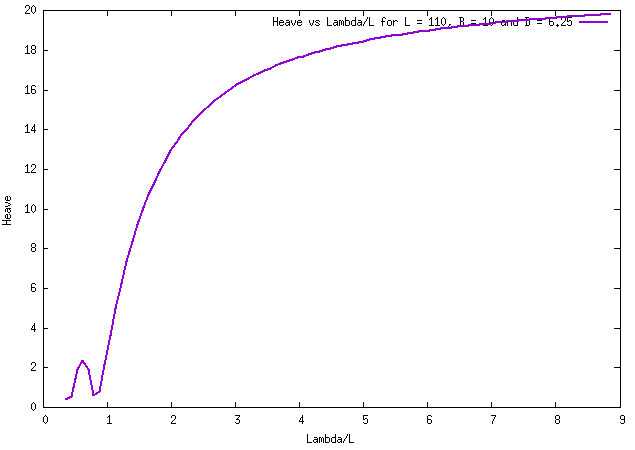 Heave vs Lambda/L for L = 110, B = 10 and D = 6.25
20
18
16
14
12
10
8
6
4
2
0
Heave
0 1 2 3 4 5 6 7 8 9
Lambda/L